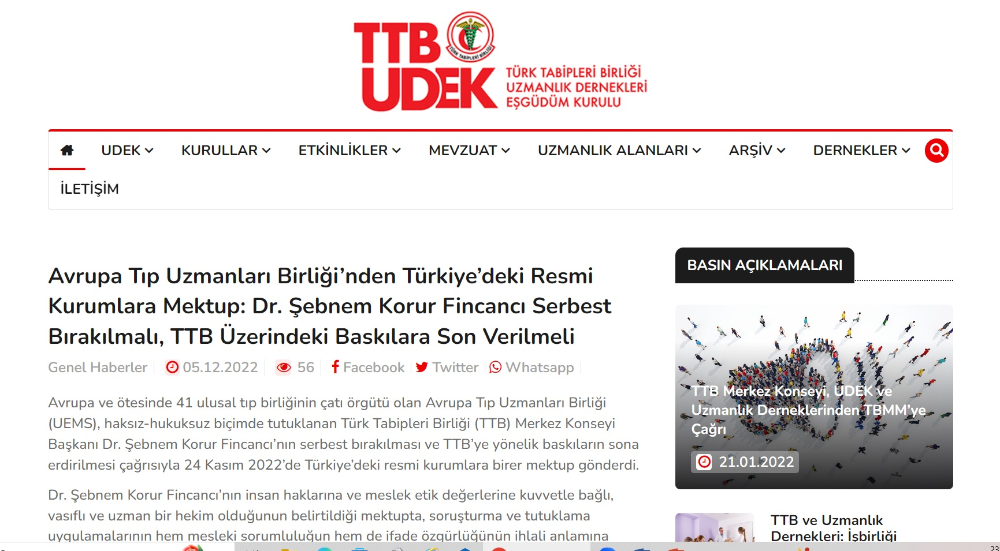 TTB
UDEK
TÜRK TABİPLERİ BİRLİĞİ
TÜRK TABİPLERİ BİRLİĞİ
UZMANLIK DERNEKLERİ
EŞGÜDÜM KURULU
UDEK KURULLAR ETKİNLİKLER MEVZUAT UZMANLIK ALANLARI ARŞİV DERNEKLER
İLETİŞİM
Avrupa Tıp Uzmanları Birliği’nden Türkiye’deki Resmi
Kurumlara Mektup: Dr. Şebnem Korur Fincancı Serbest
Bırakılmalı, TTB Üzerindeki Baskılara Son Verilmeli
Genel Haberler 05.12.2022 56 Facebook Twitter Whatsapp
Avrupa ve ötesinde 41 ulusal tıp birliğinin çatı örgütü olan Avrupa Tıp Uzmanları Birliği
(UEMS), haksız-hukuksuz biçimde tutuklanan Türk Tabipleri Birliği (TTB) Merkez Konseyi
Başkanı Dr. Şebnem Korur Fincancı’nın serbest bırakılması ve TTB’ye yönelik baskıların sona
erdirilmesi çağrısıyla 24 Kasım 2022’de Türkiye’deki resmi kurumlara birer mektup gönderdi.
Dr. Şebnem Korur Fincancı’nın insan haklarına ve meslek etik değerlerine kuvvetle bağlı,
vasıflı ve uzman bir hekim olduğunun belirtildiği mektupta, soruşturma ve tutuklama
uygulamalarının hem mesleki sorumluluğun hem de ifade özgürlüğünün ihlali anlamına
BASIN AÇIKLAMALARI
TTB Merkez Konseyi, UDEK ve
Uzmanlık Derneklerinden TBMM’ye
Çağrı
21.01.2022
TTB ve Uzmanlık
Dernekleri: İşbirliği